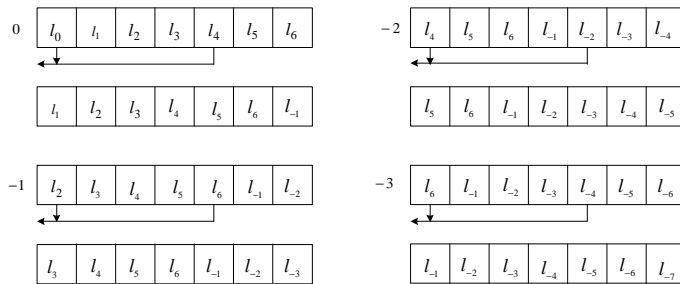 0 l₀ l₁ l₂ l₃ l₄ l₅ l₆
l₁ l₂ l₃ l₄ l₅ l₆ l₋₁
−1 l₂ l₃ l₄ l₅ l₆ l₋₁ l₋₂
l₃ l₄ l₅ l₆ l₋₁ l₋₂ l₋₃
−2 l₄ l₅ l₆ l₋₁ l₋₂ l₋₃ l₋₄
l₅ l₆ l₋₁ l₋₂ l₋₃ l₋₄ l₋₅
−3 l₆ l₋₁ l₋₂ l₋₃ l₋₄ l₋₅ l₋₆
l₋₁ l₋₂ l₋₃ l₋₄ l₋₅ l₋₆ l₋₇